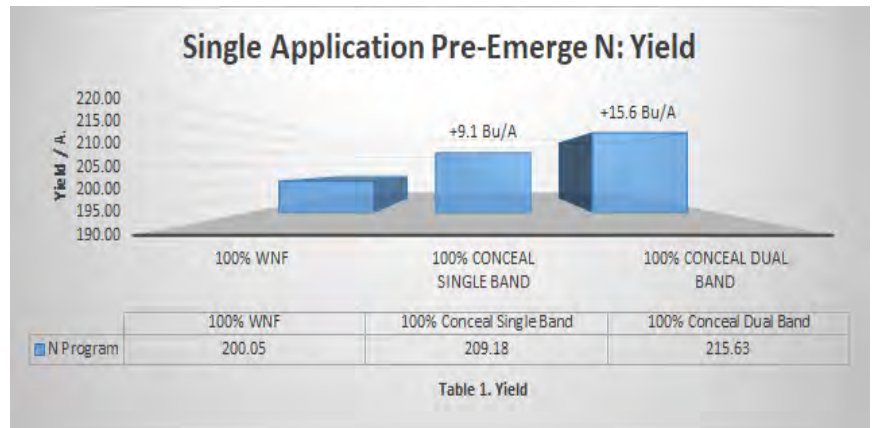 Single Application Pre-Emerge N: Yield
Yield / A.
220.00
215.00
210.00
205.00
200.00
195.00
190.00
+9.1 Bu/A
+15.6 Bu/A
100% WNF
100% CONCEAL
SINGLE BAND
100% CONCEAL DUAL
BAND
100% WNF 100% Conceal Single Band 100% Conceal Dual Band
N Program 200.05 209.18 215.63
Table 1. Yield